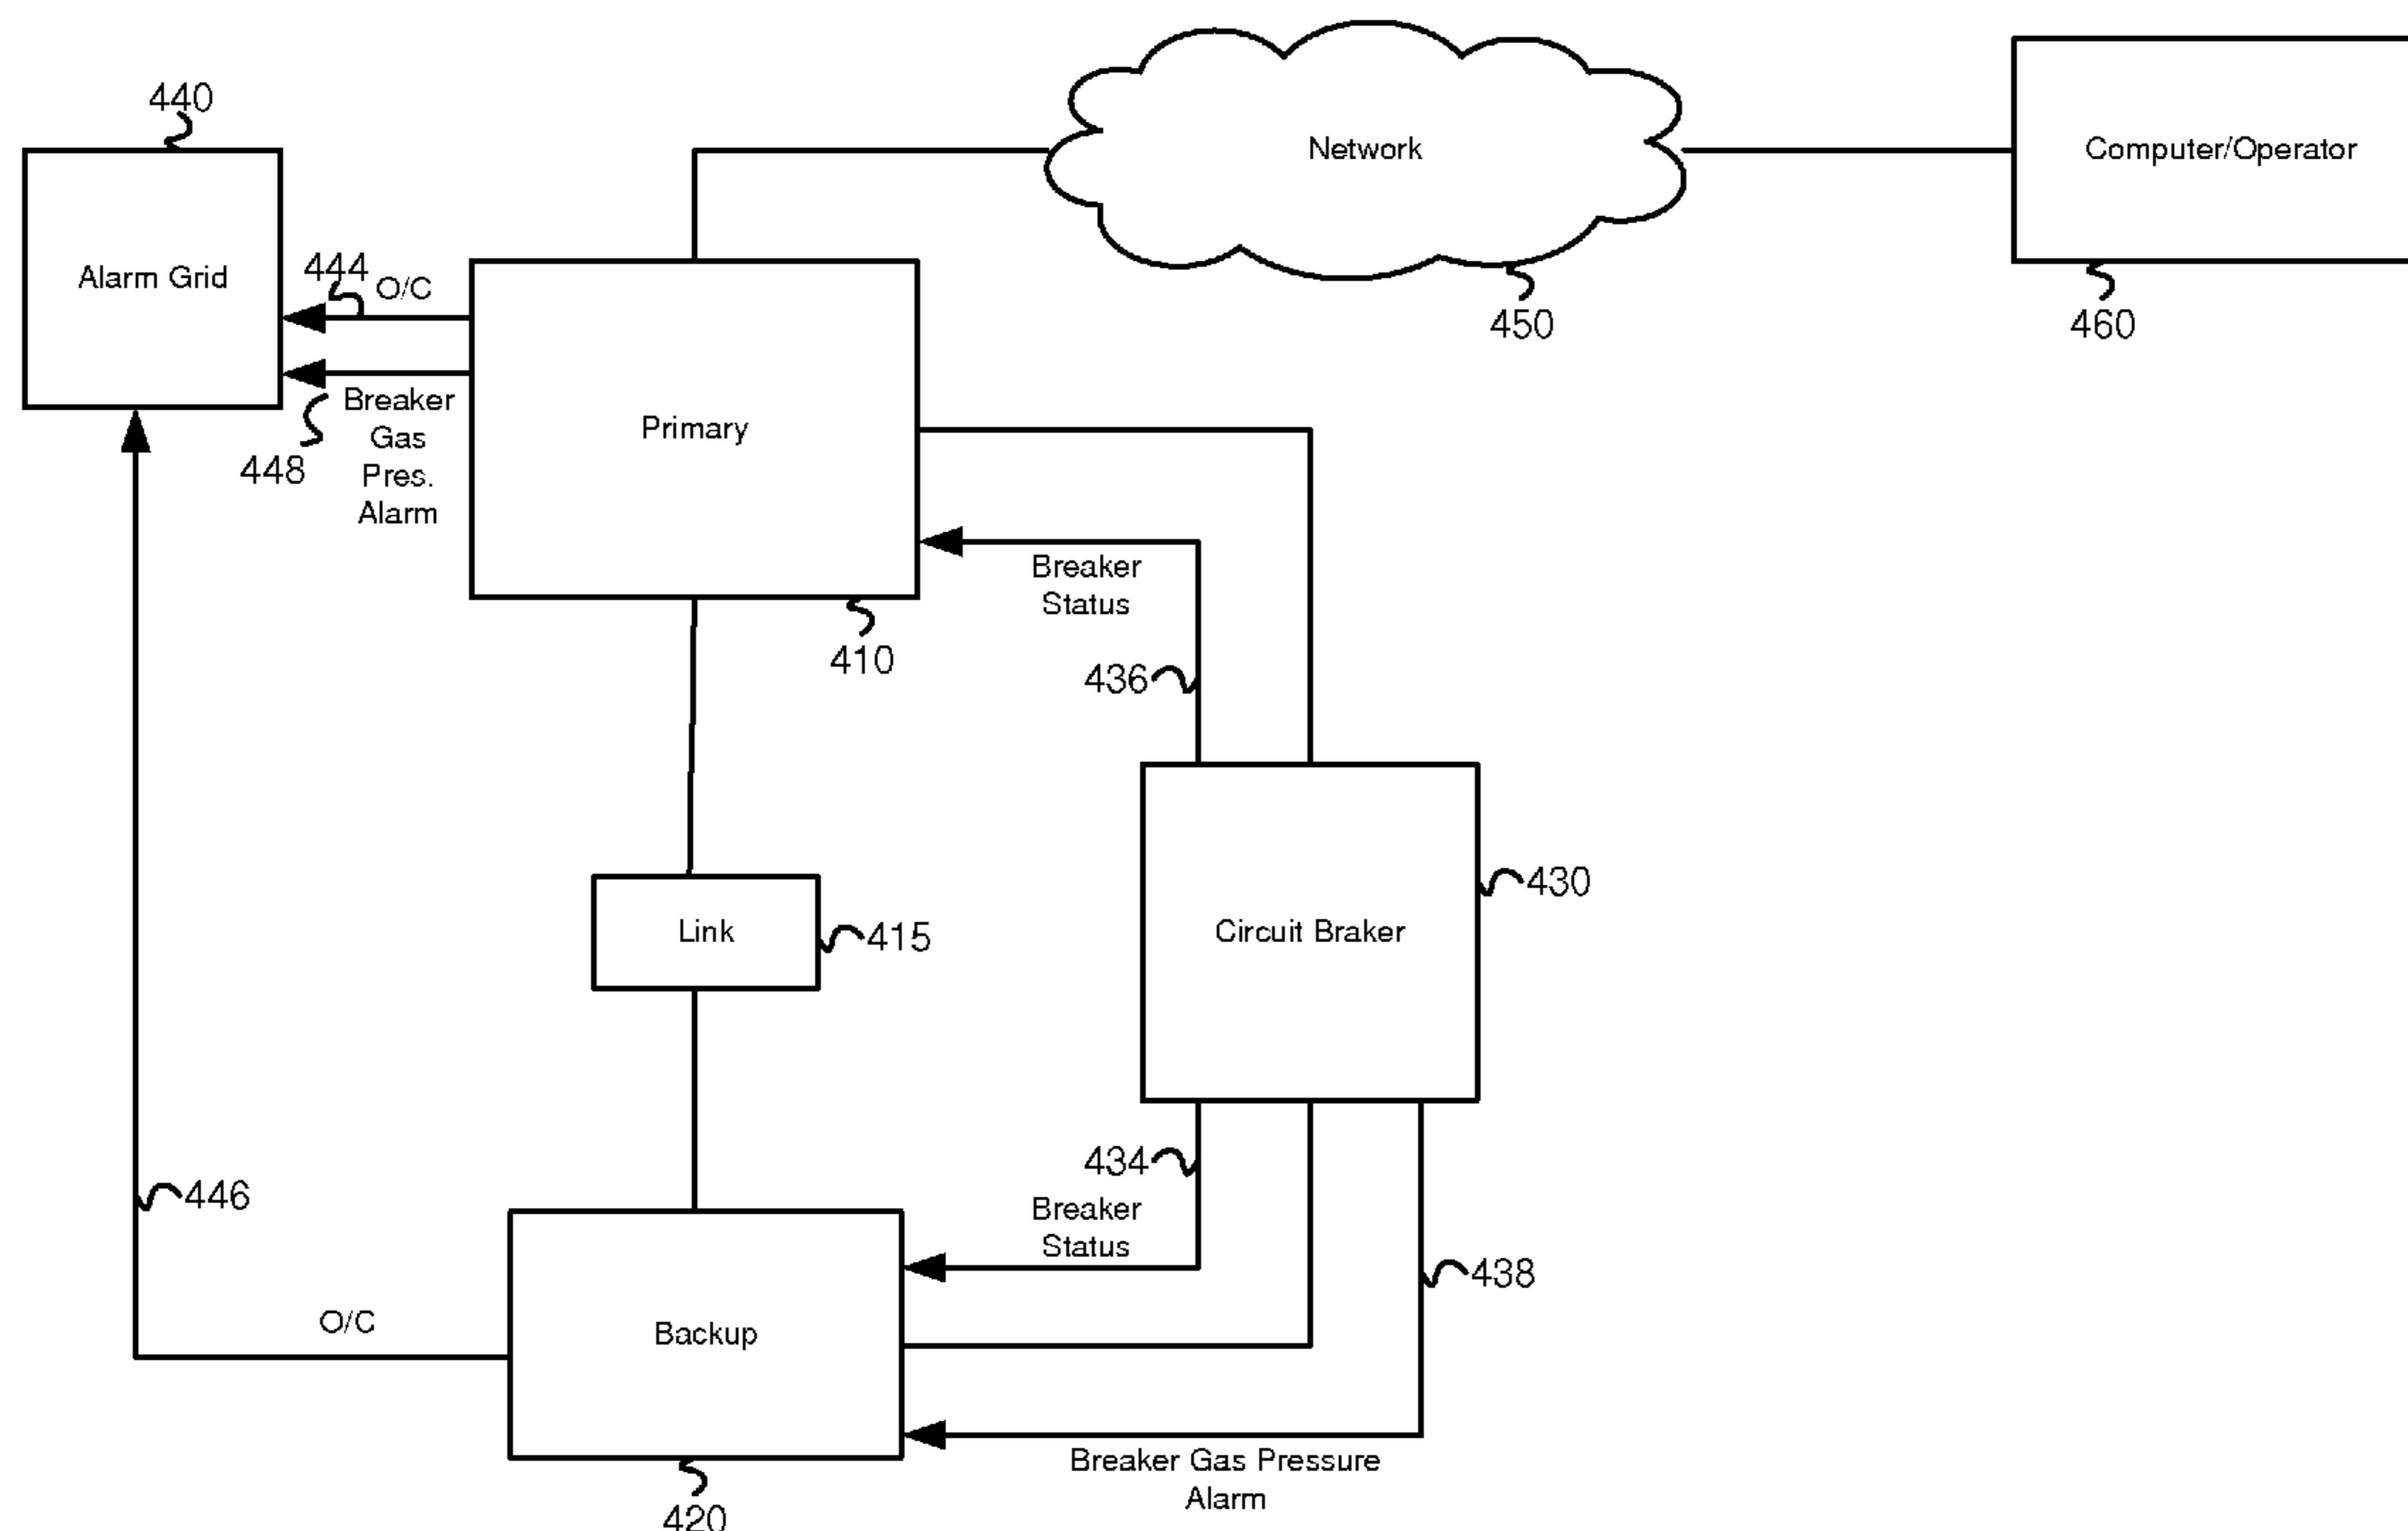 440
Network
Computer/Operator
Alarm Grid
444
O/C
450
460
Breaker
Gas
Pres.
Alarm
448
Primary
Breaker
Status
410
436
430
Link
415
Circuit Braker
434
446
Breaker
Status
438
O/C
Backup
Breaker Gas Pressure
Alarm
420